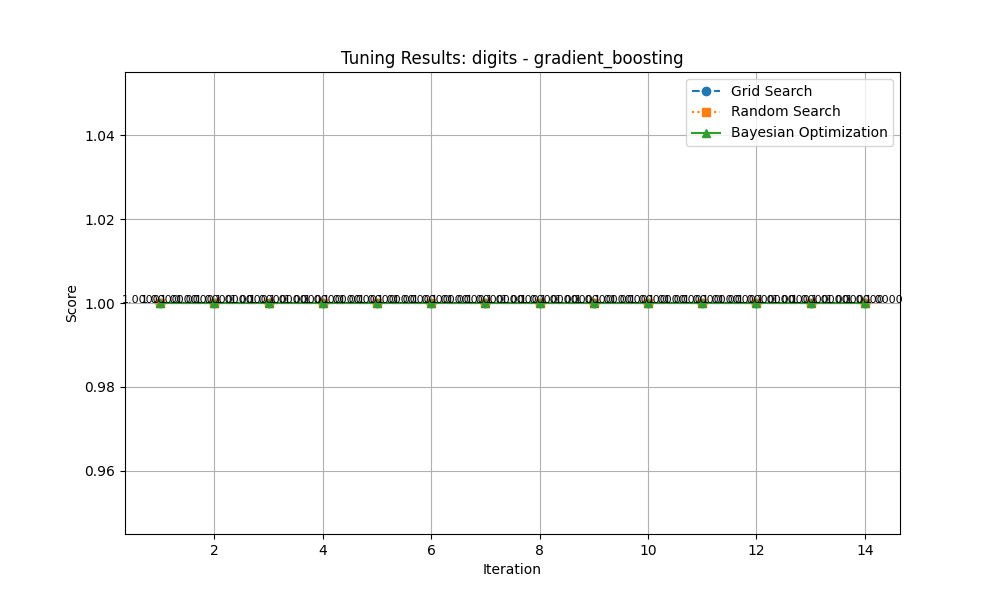 Tuning Results: digits - gradient_boosting
Grid Search
Random Search
Bayesian Optimization
1.04
1.02
1.00
0.98
0.96
Score
2
4
6
8
10
12
14
Iteration